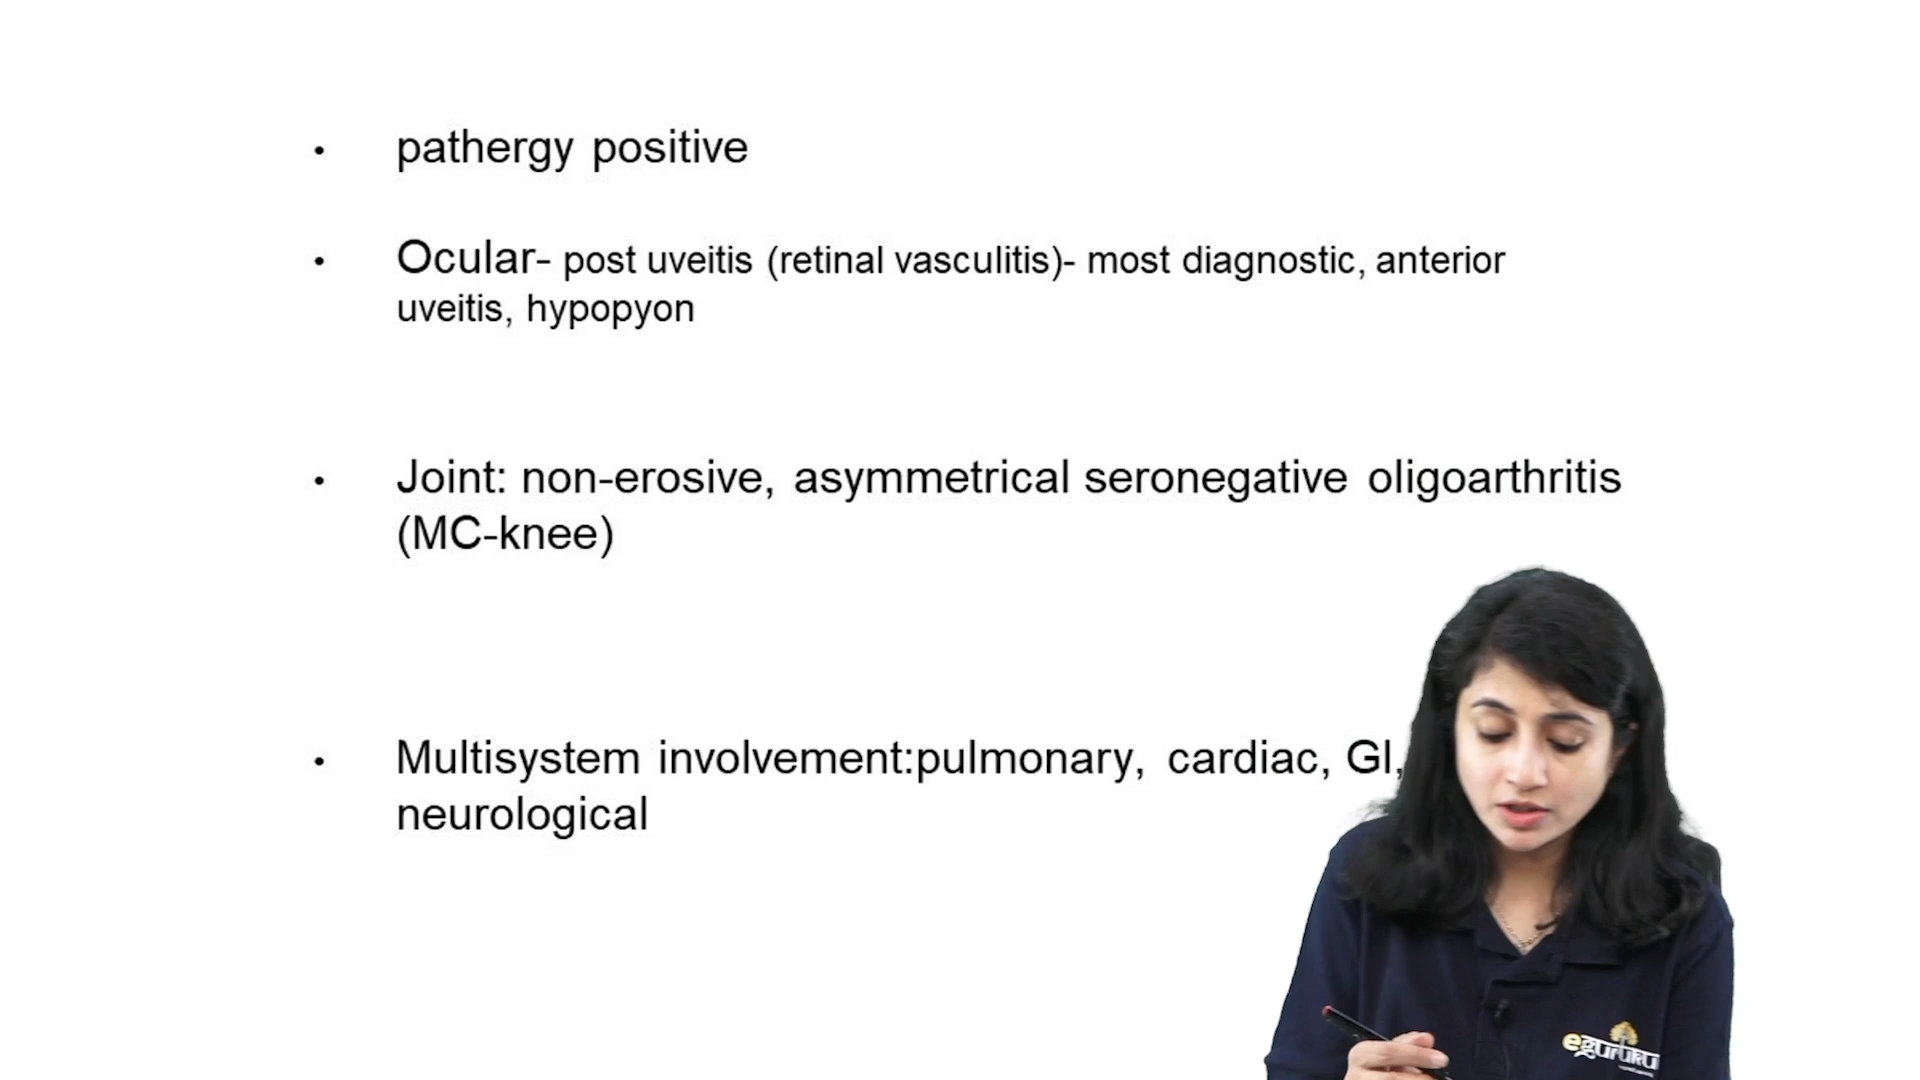 • pathergy positive
• Ocular- post uveitis (retinal vasculitis)- most diagnostic, anterior
uveitis, hypopyon
• Joint: non-erosive, asymmetrical seronegative oligoarthritis
(MC-knee)
• Multisystem involvement:pulmonary, cardiac, GI,
neurological
egurukul